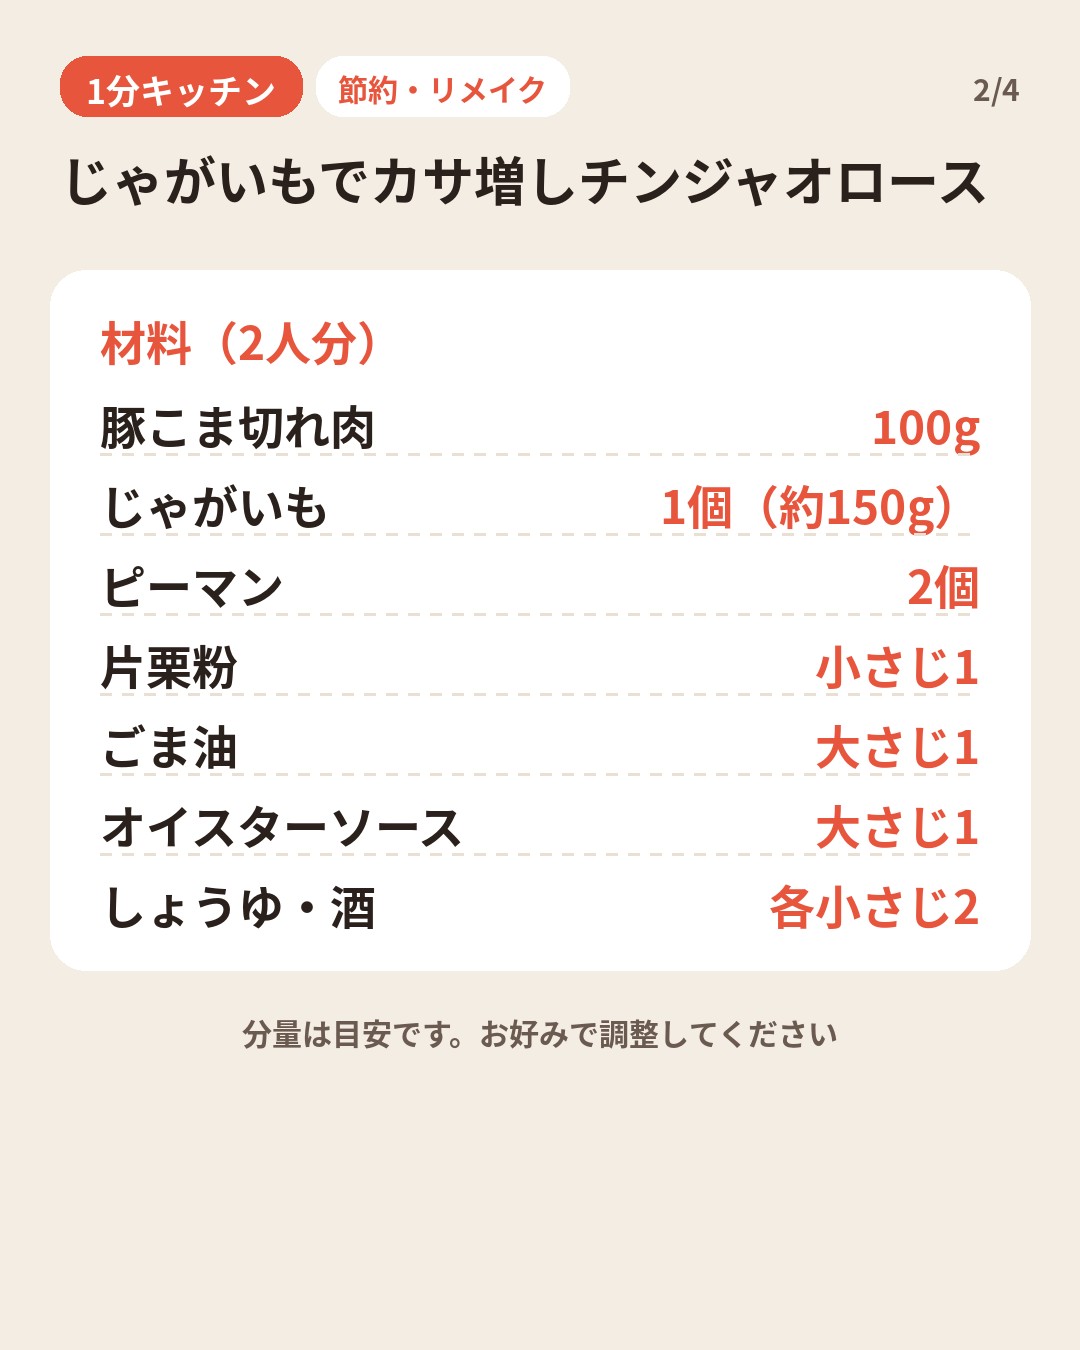 1分キッチン 節約・リメイク 2/4
じゃがいもでカサ増しチンジャオロース
材料（2人分）
豚こま切れ肉 100g
じゃがいも 1個（約150g）
ピーマン 2個
片栗粉 小さじ1
ごま油 大さじ1
オイスターソース 大さじ1
しょうゆ・酒 各小さじ2
分量は目安です。お好みで調整してください